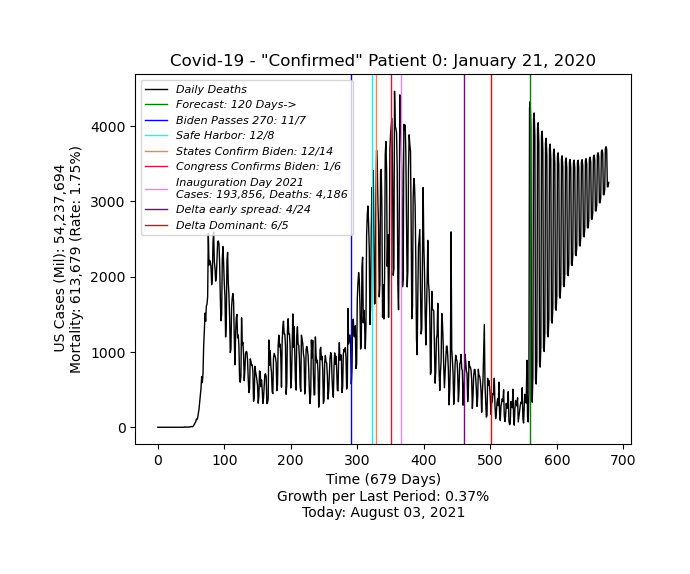 Covid-19 - "Confirmed" Patient 0: January 21, 2020
Daily Deaths
Forecast: 120 Days->
Biden Passes 270: 11/7
Safe Harbor: 12/8
States Confirm Biden: 12/14
Congress Confirms Biden: 1/6
Inauguration Day 2021
Cases: 193,856, Deaths: 4,186
Delta early spread: 4/24
Delta Dominant: 6/5
US Cases (Mil): 54,237,694
Mortality: 613,679 (Rate: 1.75%)
4000
3000
2000
1000
0
0 100 200 300 400 500 600 700
Time (679 Days)
Growth per Last Period: 0.37%
Today: August 03, 2021